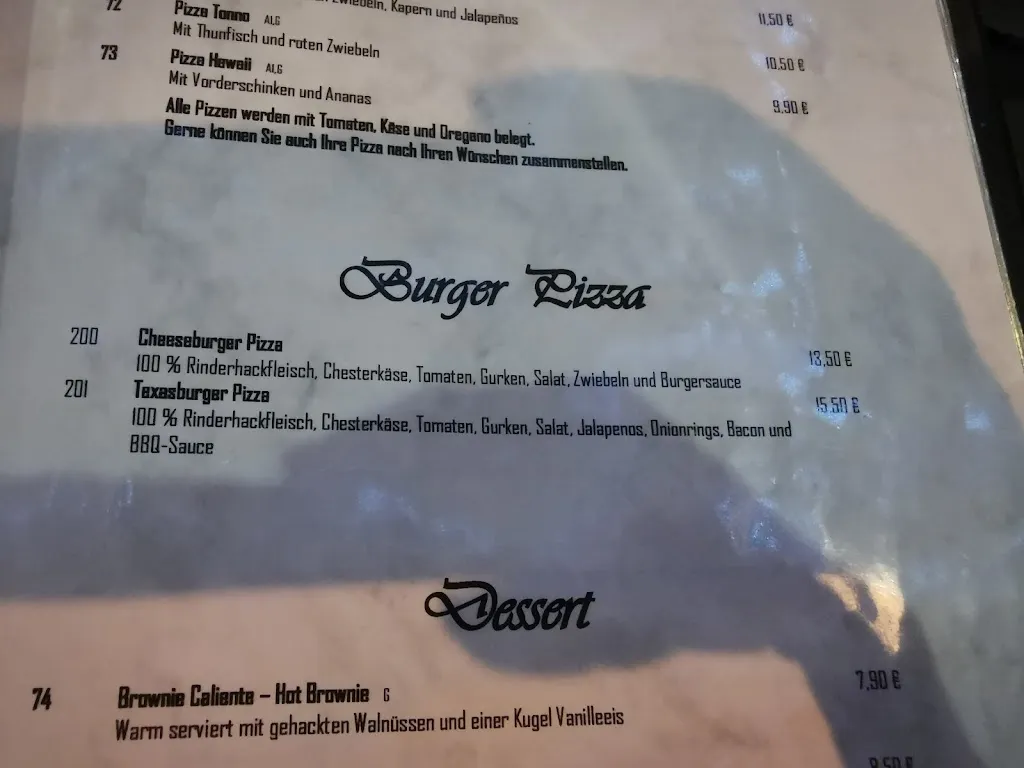 Zwiebeln, Kapern und Jalapeños 11,50 €
72 Pizza Tonno A,G
Mit Thunfisch und roten Zwiebeln 10,50 €
73 Pizza Hawaii A,G
Mit Vorderschinken und Ananas 9,90 €
Alle Pizzen werden mit Tomaten, Käse und Oregano belegt.
Gerne können Sie auch Ihre Pizza nach Ihren Wünschen zusammenstellen.
Burger Pizza
200 Cheeseburger Pizza 13,50 €
100 % Rinderhackfleisch, Chesterkäse, Tomaten, Gurken, Salat, Zwiebeln und Burgersauce
201 Texasburger Pizza 15,50 €
100 % Rinderhackfleisch, Chesterkäse, Tomaten, Gurken, Salat, Jalapenos, Onionrings, Bacon und
BBQ-Sauce
Dessert
74 Brownie Caliente – Hot Brownie G 7,90 €
Warm serviert mit gehackten Walnüssen und einer Kugel Vanilleeis